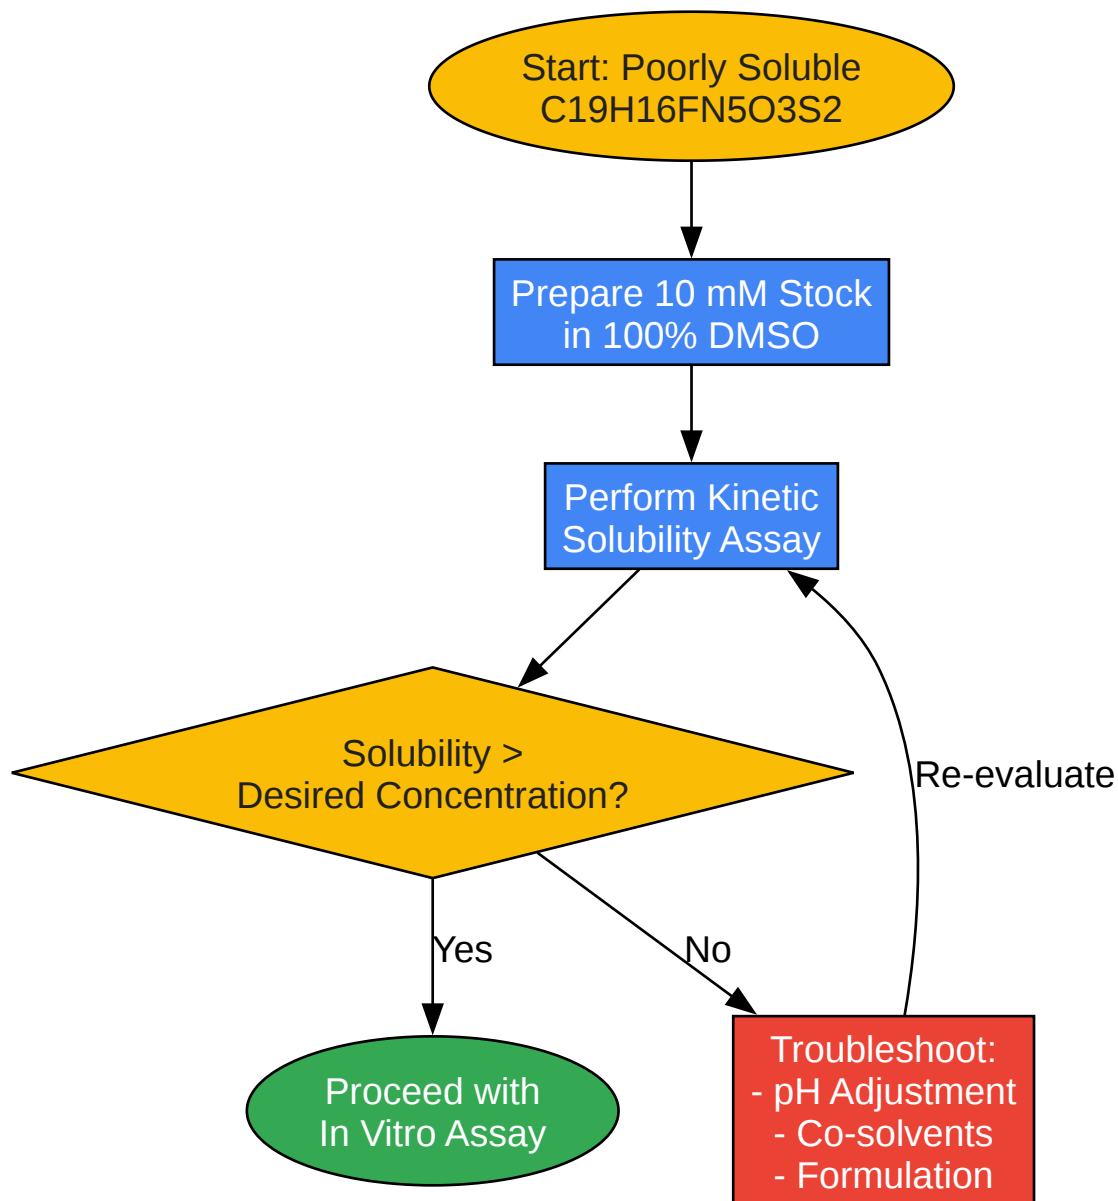 Start: Poorly Soluble
C19H16FN5O3S2
Prepare 10 mM Stock
in 100% DMSO
Perform Kinetic
Solubility Assay
Solubility >
Desired Concentration?
Re-evaluate
Yes
No
Proceed with
In Vitro Assay
Troubleshoot:
- pH Adjustment
- Co-solvents
- Formulation